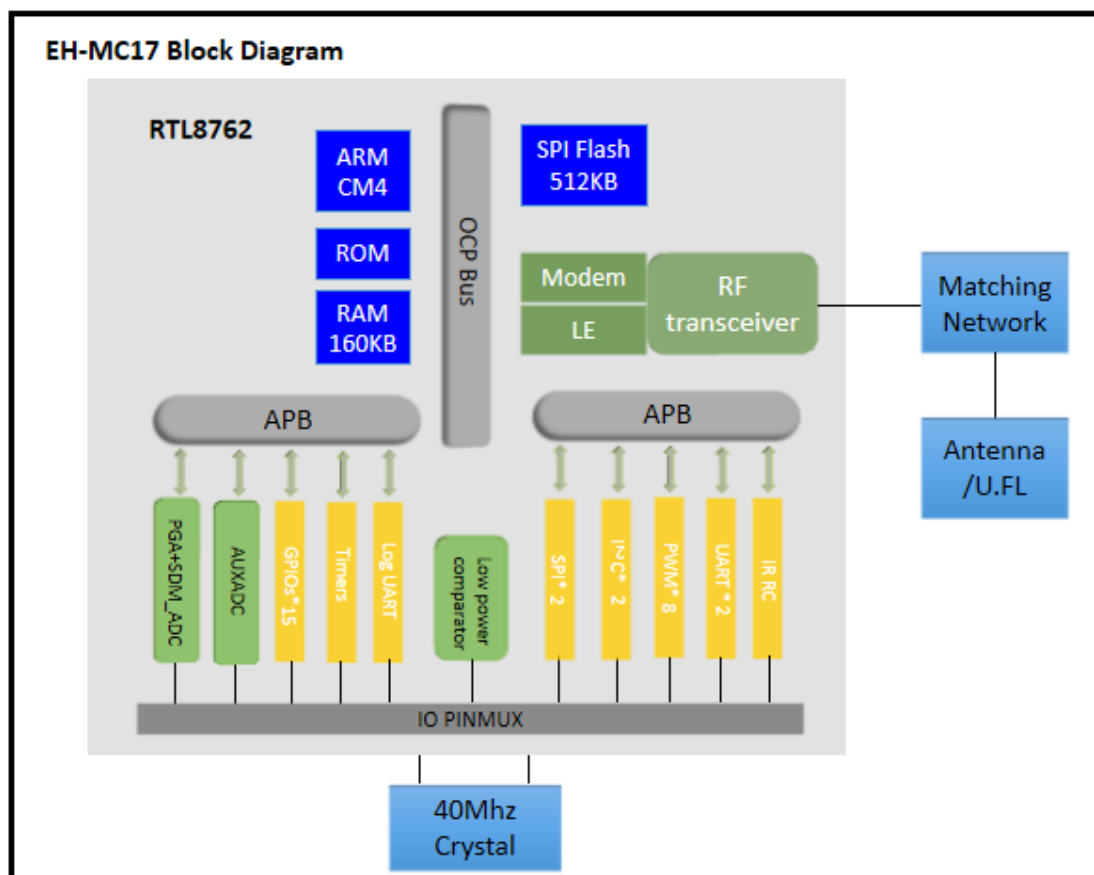 EH-MC17 Block Diagram
RTL8762
ARM
CM4
ROM
RAM
160KB
OCP Bus
SPI Flash
512KB
Modem
LE
RF
transceiver
Matching
Network
Antenna
/U.FL
APB
APB
PGA+SDM_ADC
AUXADC
GPIOs*15
Timers
Log UART
Low power
comparator
SPI* 2
I^2C* 2
PWM* 8
UART * 2
IR RC
IO PINMUX
40Mhz
Crystal